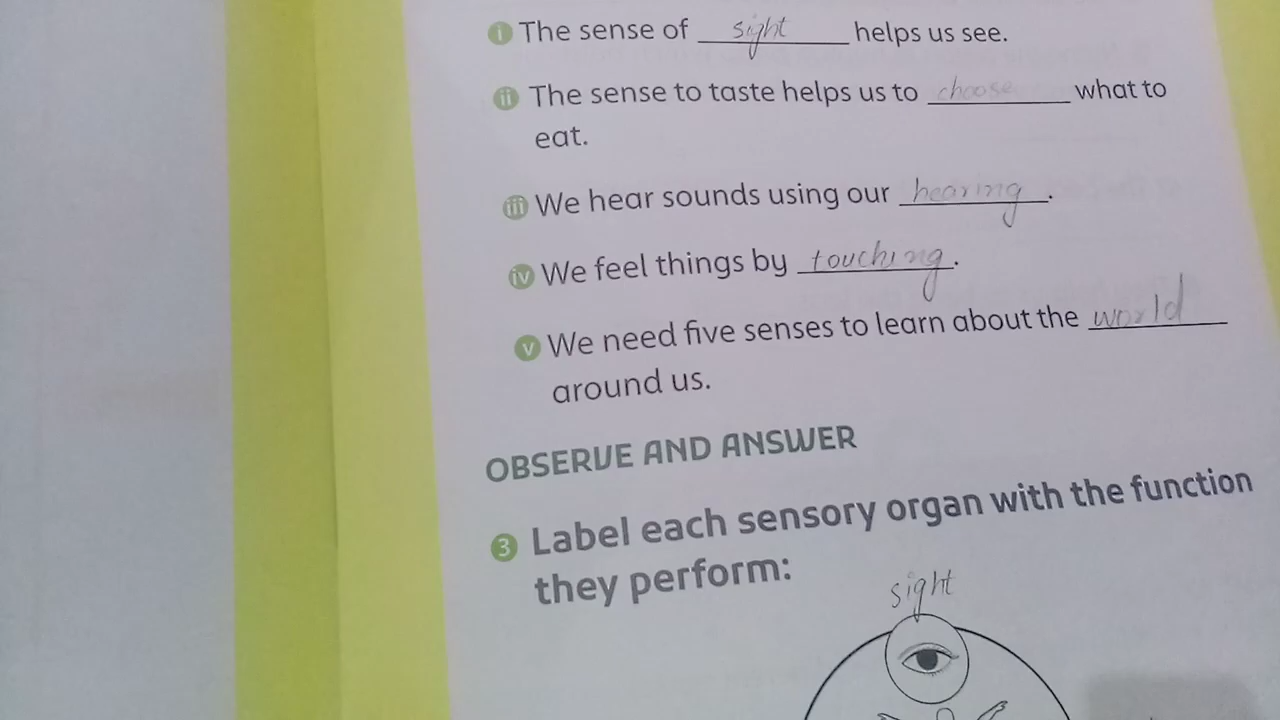 i The sense of sight helps us see.
ii The sense to taste helps us to choose what to
eat.
iii We hear sounds using our hearing.
iv We feel things by touching.
v We need five senses to learn about the world
around us.
OBSERVE AND ANSWER
3 Label each sensory organ with the function
they perform:
sight